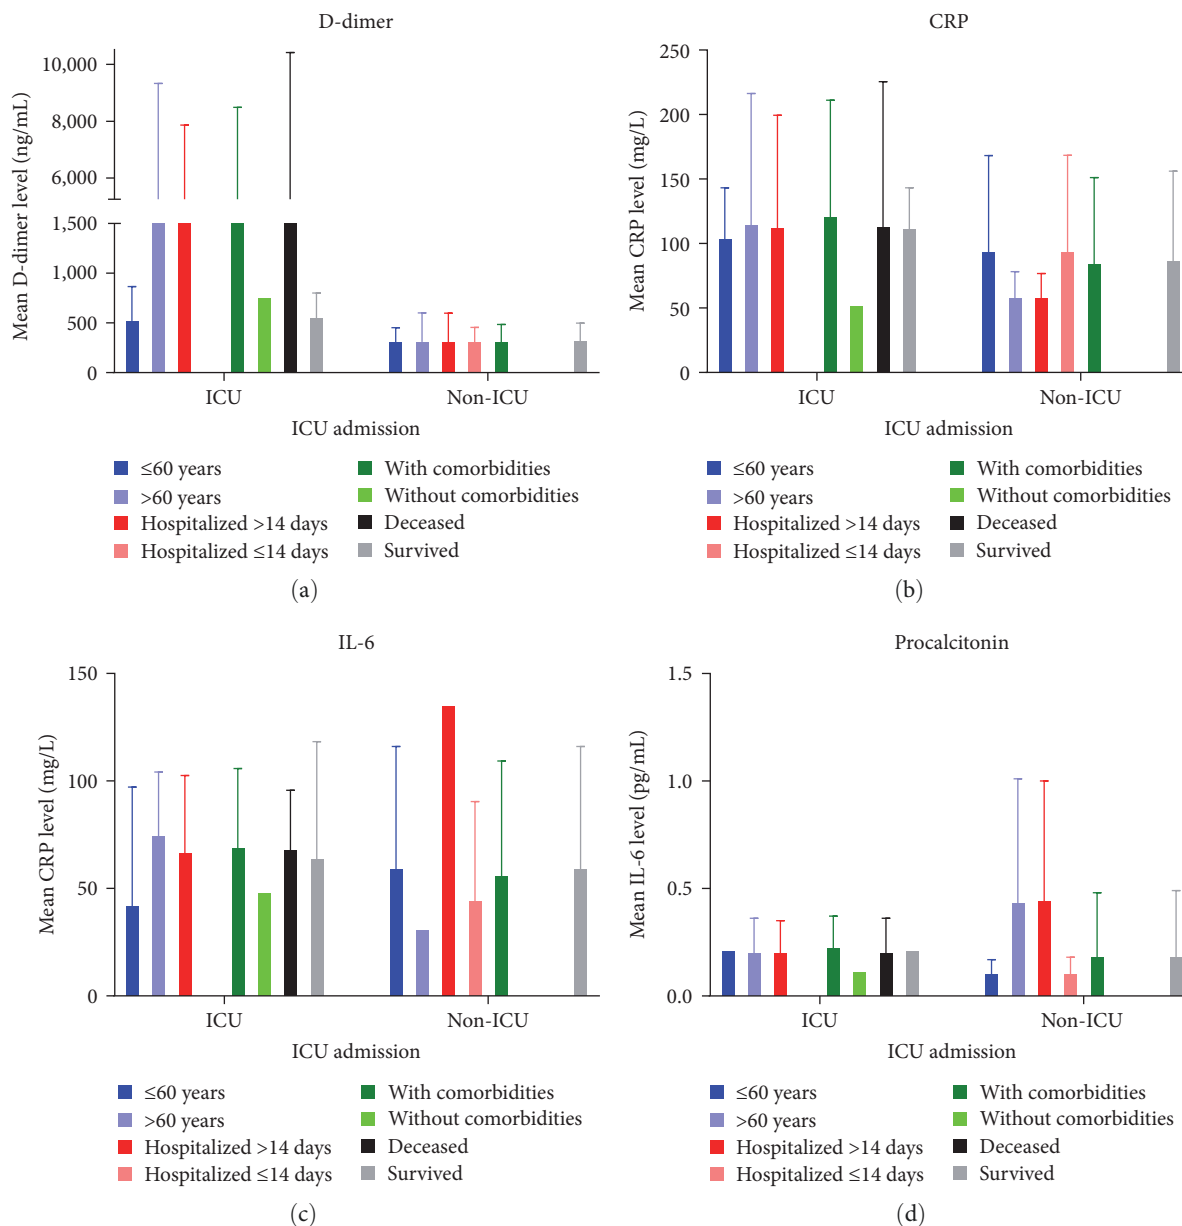 D-dimer
Mean D-dimer level (ng/mL)
10,000
8,000
6,000
1,500
1,000
500
0
ICU
Non-ICU
ICU admission
≤60 years
>60 years
Hospitalized >14 days
Hospitalized ≤14 days
With comorbidities
Without comorbidities
Deceased
Survived
(a)
CRP
Mean CRP level (mg/L)
250
200
150
100
50
0
ICU
Non-ICU
ICU admission
≤60 years
>60 years
Hospitalized >14 days
Hospitalized ≤14 days
With comorbidities
Without comorbidities
Deceased
Survived
(b)
IL-6
Mean CRP level (mg/L)
150
100
50
0
ICU
Non-ICU
ICU admission
≤60 years
>60 years
Hospitalized >14 days
Hospitalized ≤14 days
With comorbidities
Without comorbidities
Deceased
Survived
(c)
Procalcitonin
Mean IL-6 level (pg/mL)
1.5
1.0
0.5
0.0
ICU
Non-ICU
ICU admission
≤60 years
>60 years
Hospitalized >14 days
Hospitalized ≤14 days
With comorbidities
Without comorbidities
Deceased
Survived
(d)